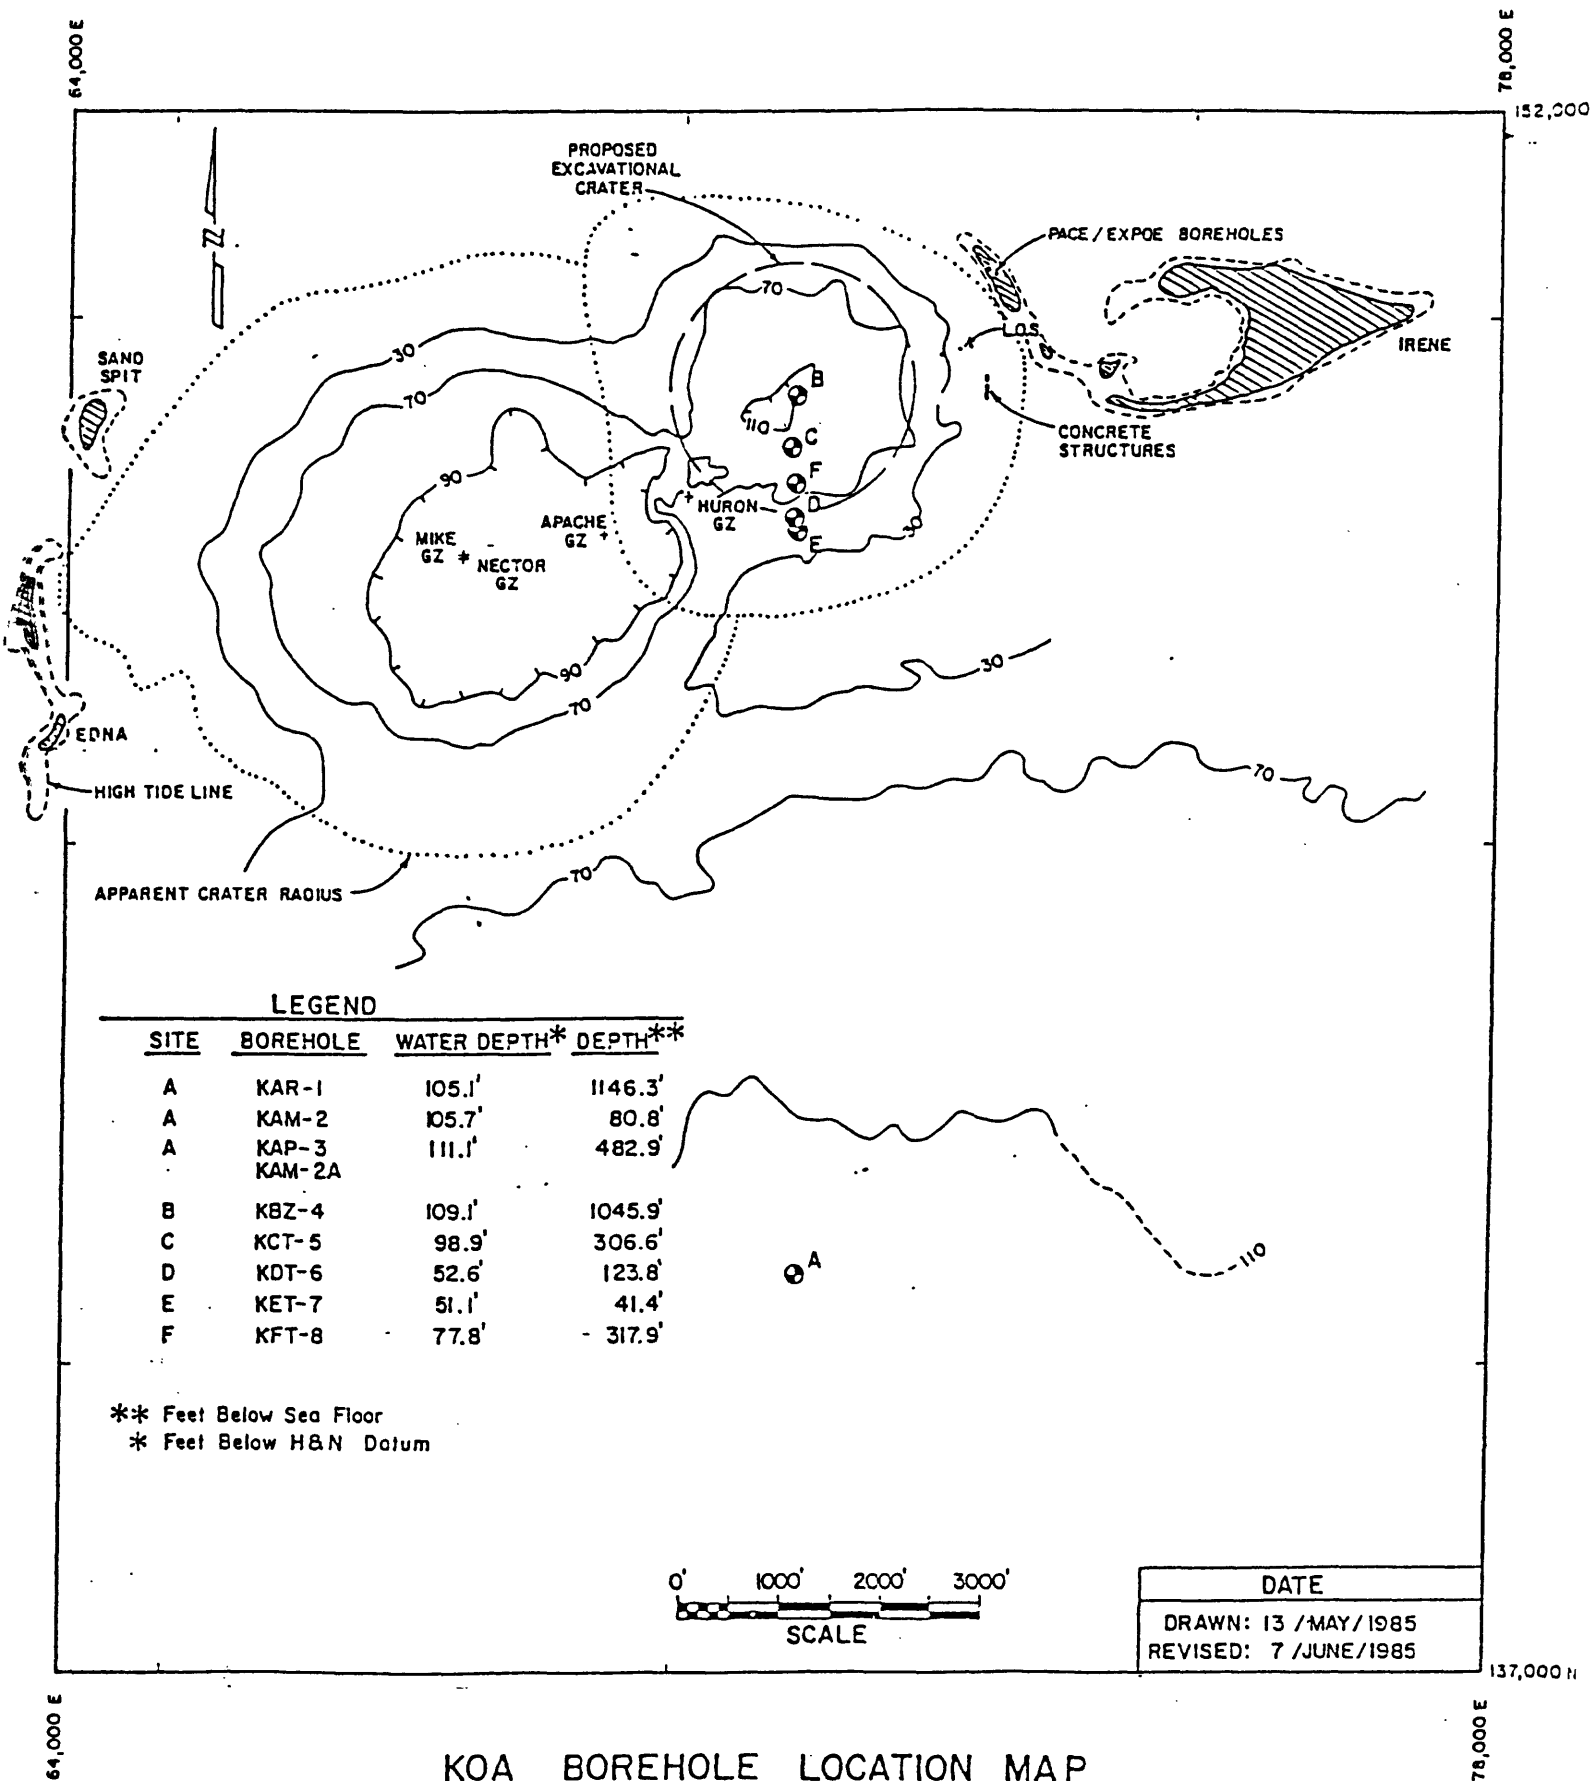 64,000 E
78,000 E
152,000
PROPOSED
EXCAVATIONAL
CRATER
N
PACE/EXPOE BOREHOLES
70
L.O.S.
IRENE
30
SAND
SPIT
70
B
110
C
CONCRETE
STRUCTURES
F
90
HURON
GZ
D
APACHE
GZ
MIKE
GZ
E
30
NECTOR
GZ
30
90
70
EDNA
70
HIGH TIDE LINE
70
APPARENT CRATER RADIUS
LEGEND
SITE BOREHOLE WATER DEPTH* DEPTH**
A KAR-1 105.1' 1146.3'
A KAM-2 105.7' 80.8'
A KAP-3 111.1' 482.9'
KAM-2A
B KBZ-4 109.1' 1045.9'
C KCT-5 98.9' 306.6'
D KDT-6 52.6' 123.8'
E KET-7 51.1' 41.4'
F KFT-8 77.8' 317.9'
110
A
** Feet Below Sea Floor
* Feet Below H&N Datum
0' 1000' 2000' 3000'
SCALE
DATE
DRAWN: 13 /MAY/1985
REVISED: 7 /JUNE/1985
137,000 N
64,000 E
78,000 E
KOA BOREHOLE LOCATION MAP